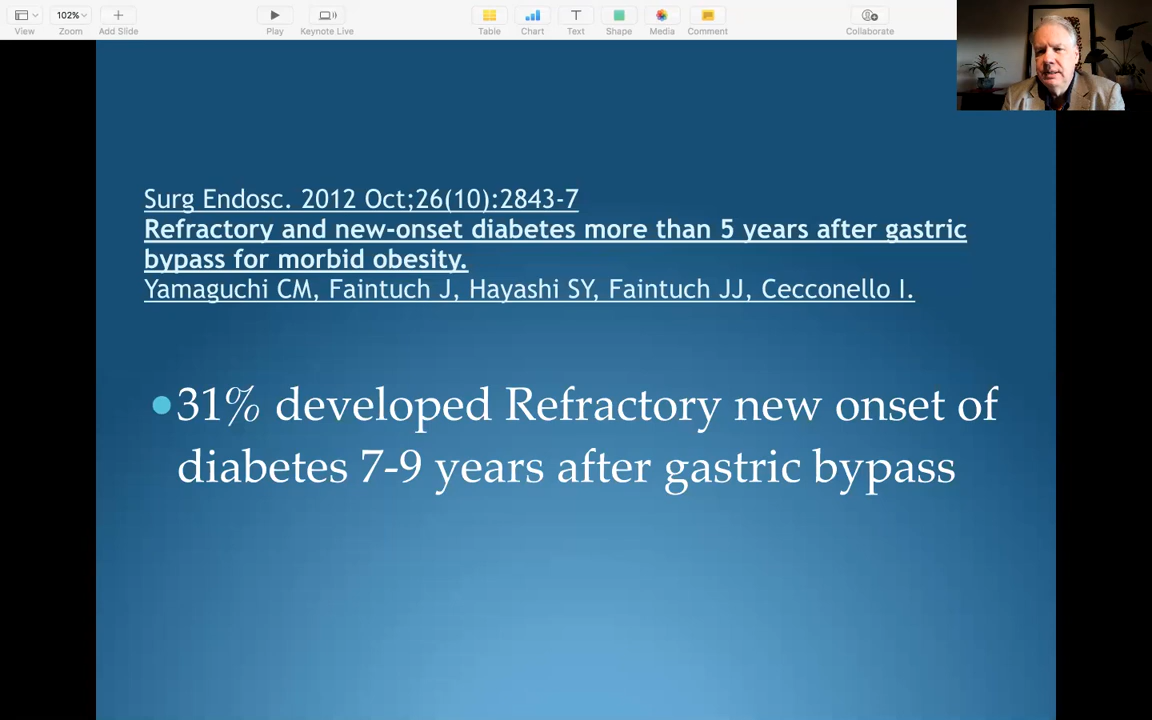 102%
View
Zoom
Add Slide
Play
Keynote Live
Table
Chart
Text
Shape
Media
Comment
Collaborate
Surg Endosc. 2012 Oct;26(10):2843-7
Refractory and new-onset diabetes more than 5 years after gastric
bypass for morbid obesity.
Yamaguchi CM, Faintuch J, Hayashi SY, Faintuch JJ, Cecconello I.
•31% developed Refractory new onset of
diabetes 7-9 years after gastric bypass